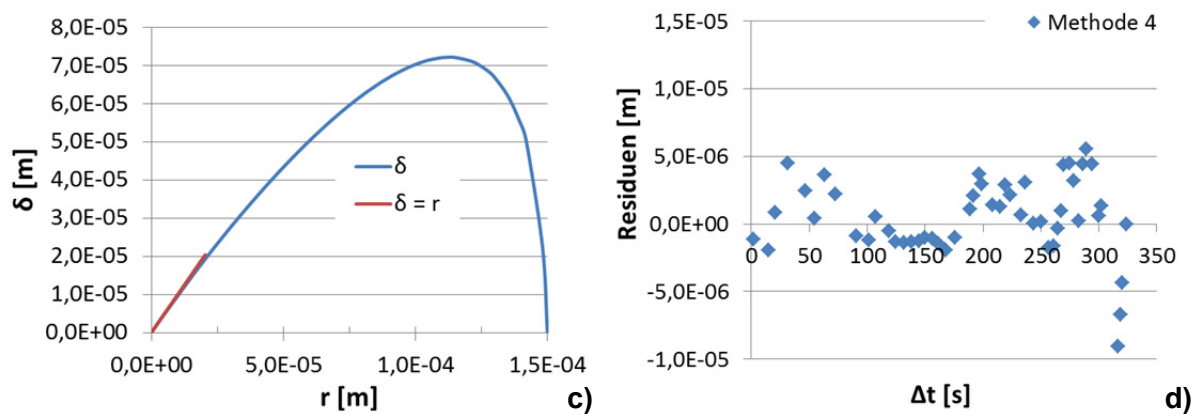 8,0E-05
7,0E-05
6,0E-05
5,0E-05
4,0E-05
3,0E-05
2,0E-05
1,0E-05
0,0E+00
δ [m]
δ
δ = r
0,0E+00 5,0E-05 1,0E-04 1,5E-04
r [m]
c)
1,5E-05
1,0E-05
5,0E-06
0,0E+00
-5,0E-06
-1,0E-05
Residuen [m]
Methode 4
0 50 100 150 200 250 300 350
Δt [s]
d)